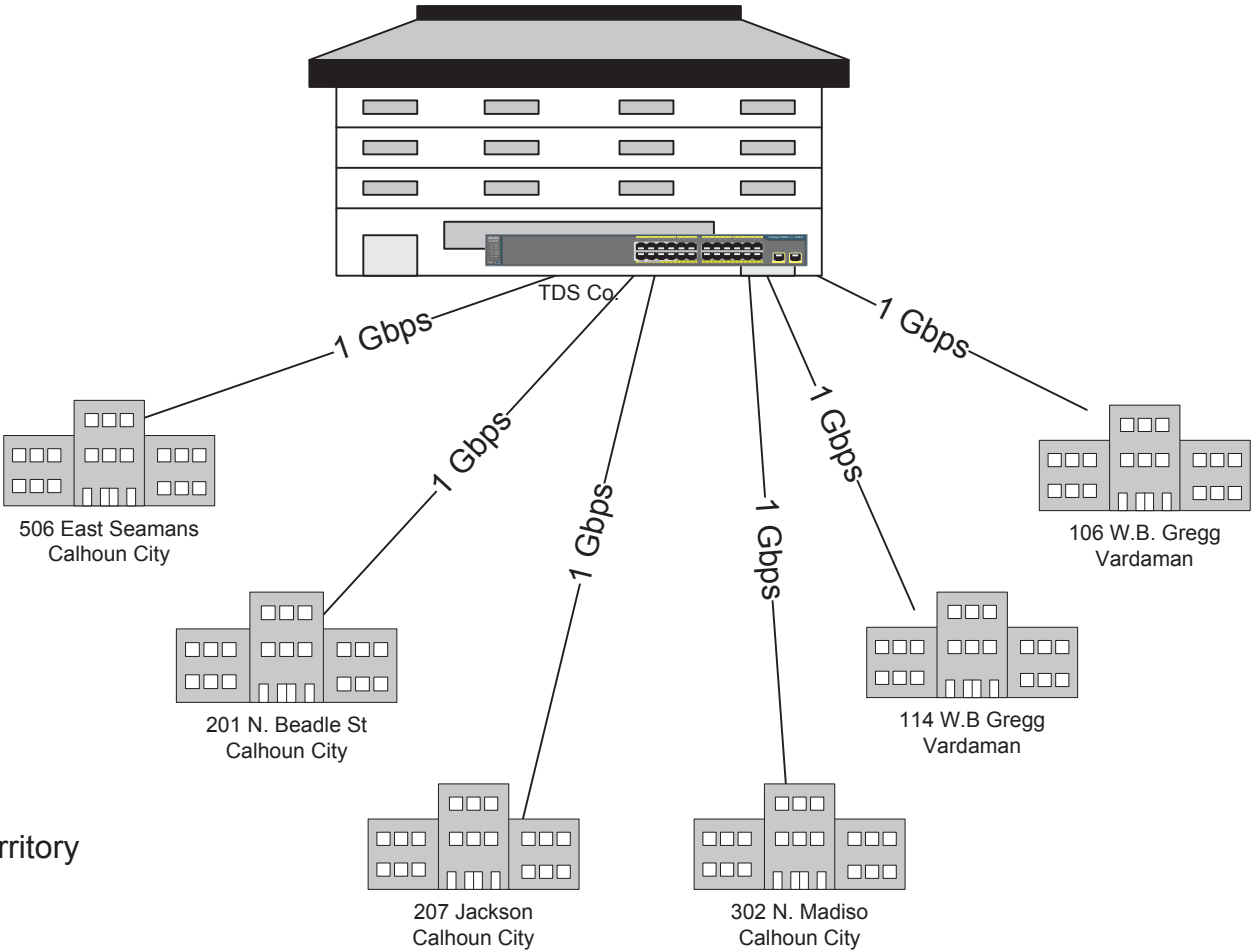 TDS Co.
1 Gbps
1 Gbps
1 Gbps
1 Gbps
1 Gbps
1 Gbps
506 East Seamans
Calhoun City
106 W.B. Gregg
Vardaman
201 N. Beadle St
Calhoun City
114 W.B Gregg
Vardaman
rritory
207 Jackson
Calhoun City
302 N. Madiso
Calhoun City